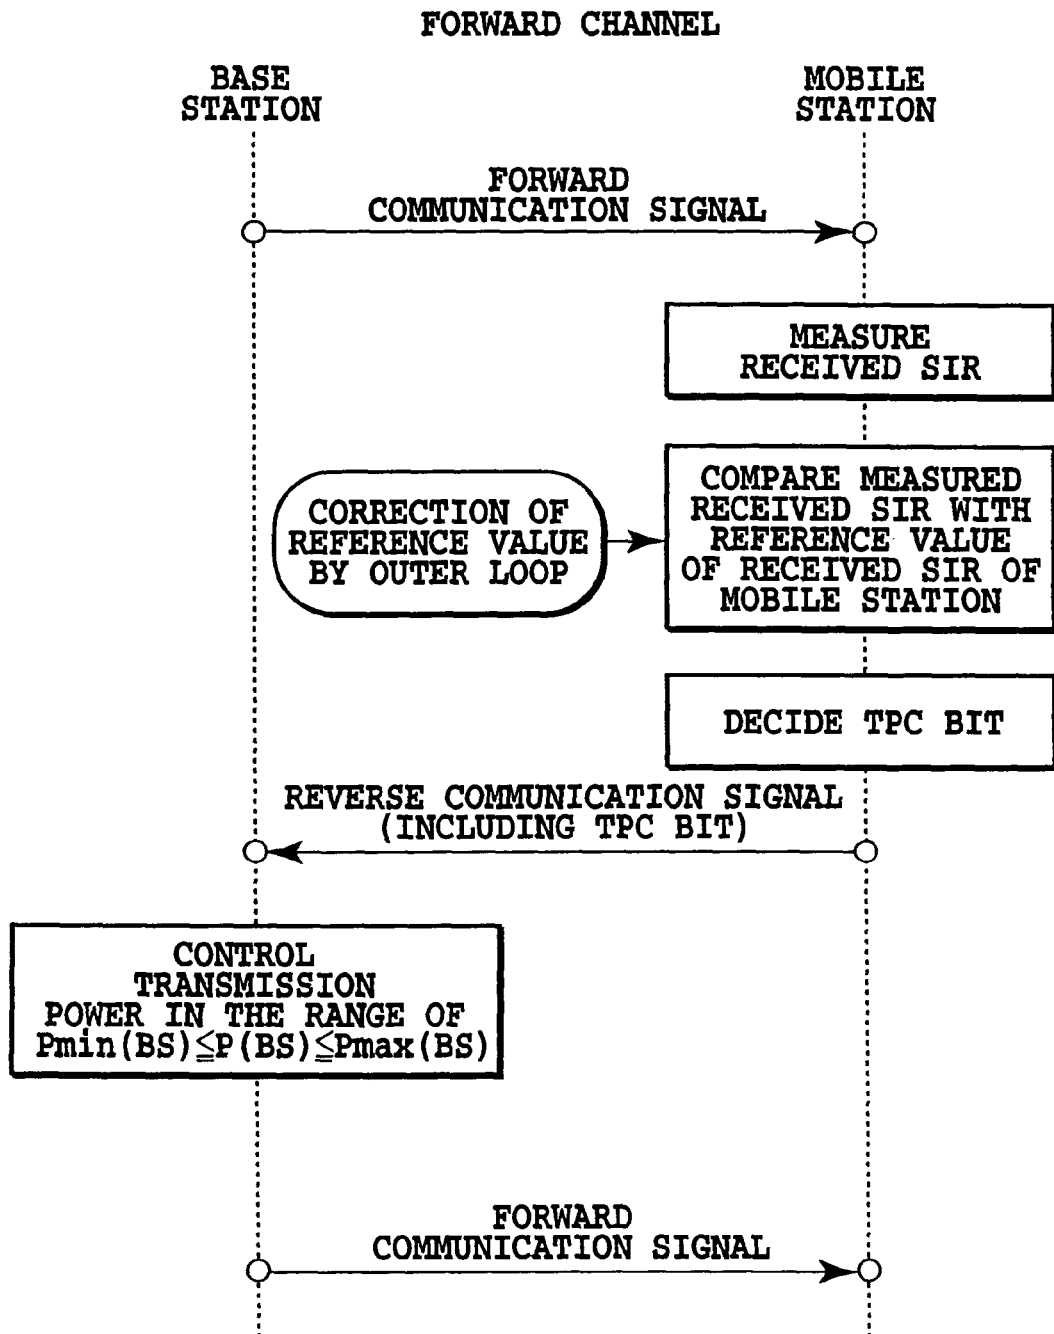 FORWARD CHANNEL
BASE
STATION
MOBILE
STATION
FORWARD
COMMUNICATION SIGNAL
MEASURE
RECEIVED SIR
CORRECTION OF
REFERENCE VALUE
BY OUTER LOOP
COMPARE MEASURED
RECEIVED SIR WITH
REFERENCE VALUE
OF RECEIVED SIR OF
MOBILE STATION
DECIDE TPC BIT
REVERSE COMMUNICATION SIGNAL
(INCLUDING TPC BIT)
CONTROL
TRANSMISSION
POWER IN THE RANGE OF
Pmin(BS)≦P(BS)≦Pmax(BS)
FORWARD
COMMUNICATION SIGNAL